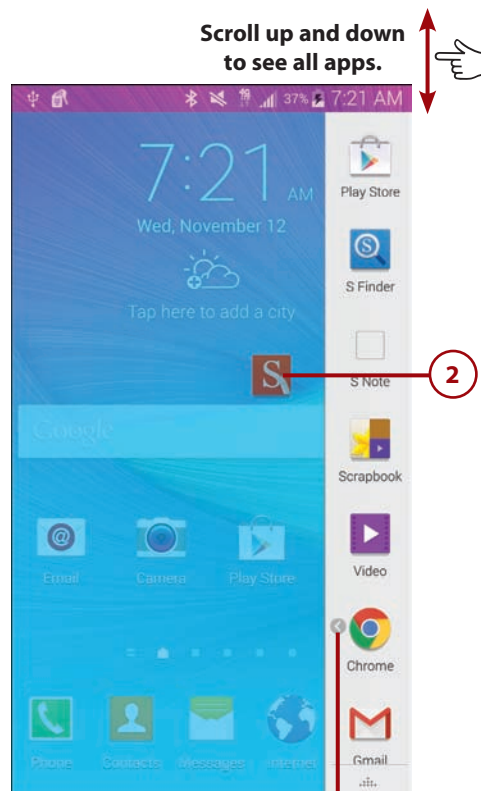 Scroll up and down
to see all apps.
37% 7:21 AM
7:21 AM
Wed, November 12
Tap here to add a city
Google
Email
Camera
Play Store
Phone
Contacts
Messages
Internet
Play Store
S Finder
S Note
Scrapbook
Video
Chrome
Gmail
S
2